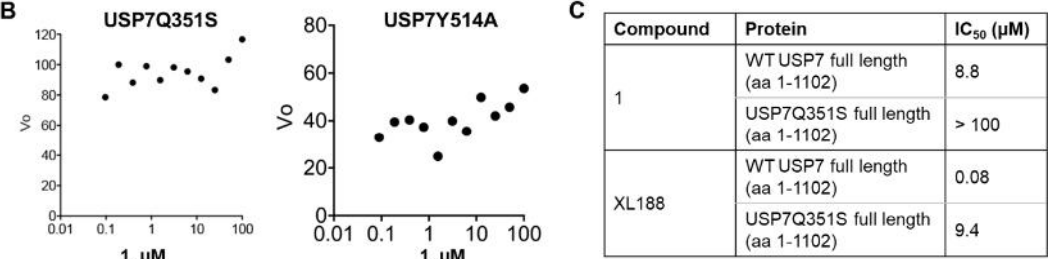 B
USP7Q351S
120
100
80
60
40
20
0
Vo
0.01 0.1 1 10 100
1, µM
USP7Y514A
80
60
40
20
0
Vo
0.01 0.1 1 10 100
1, µM
C
Compound Protein IC50 (µM)
1
WT USP7 full length
(aa 1-1102)
8.8
USP7Q351S full length
(aa 1-1102)
> 100
XL188
WT USP7 full length
(aa 1-1102)
0.08
USP7Q351S full length
(aa 1-1102)
9.4